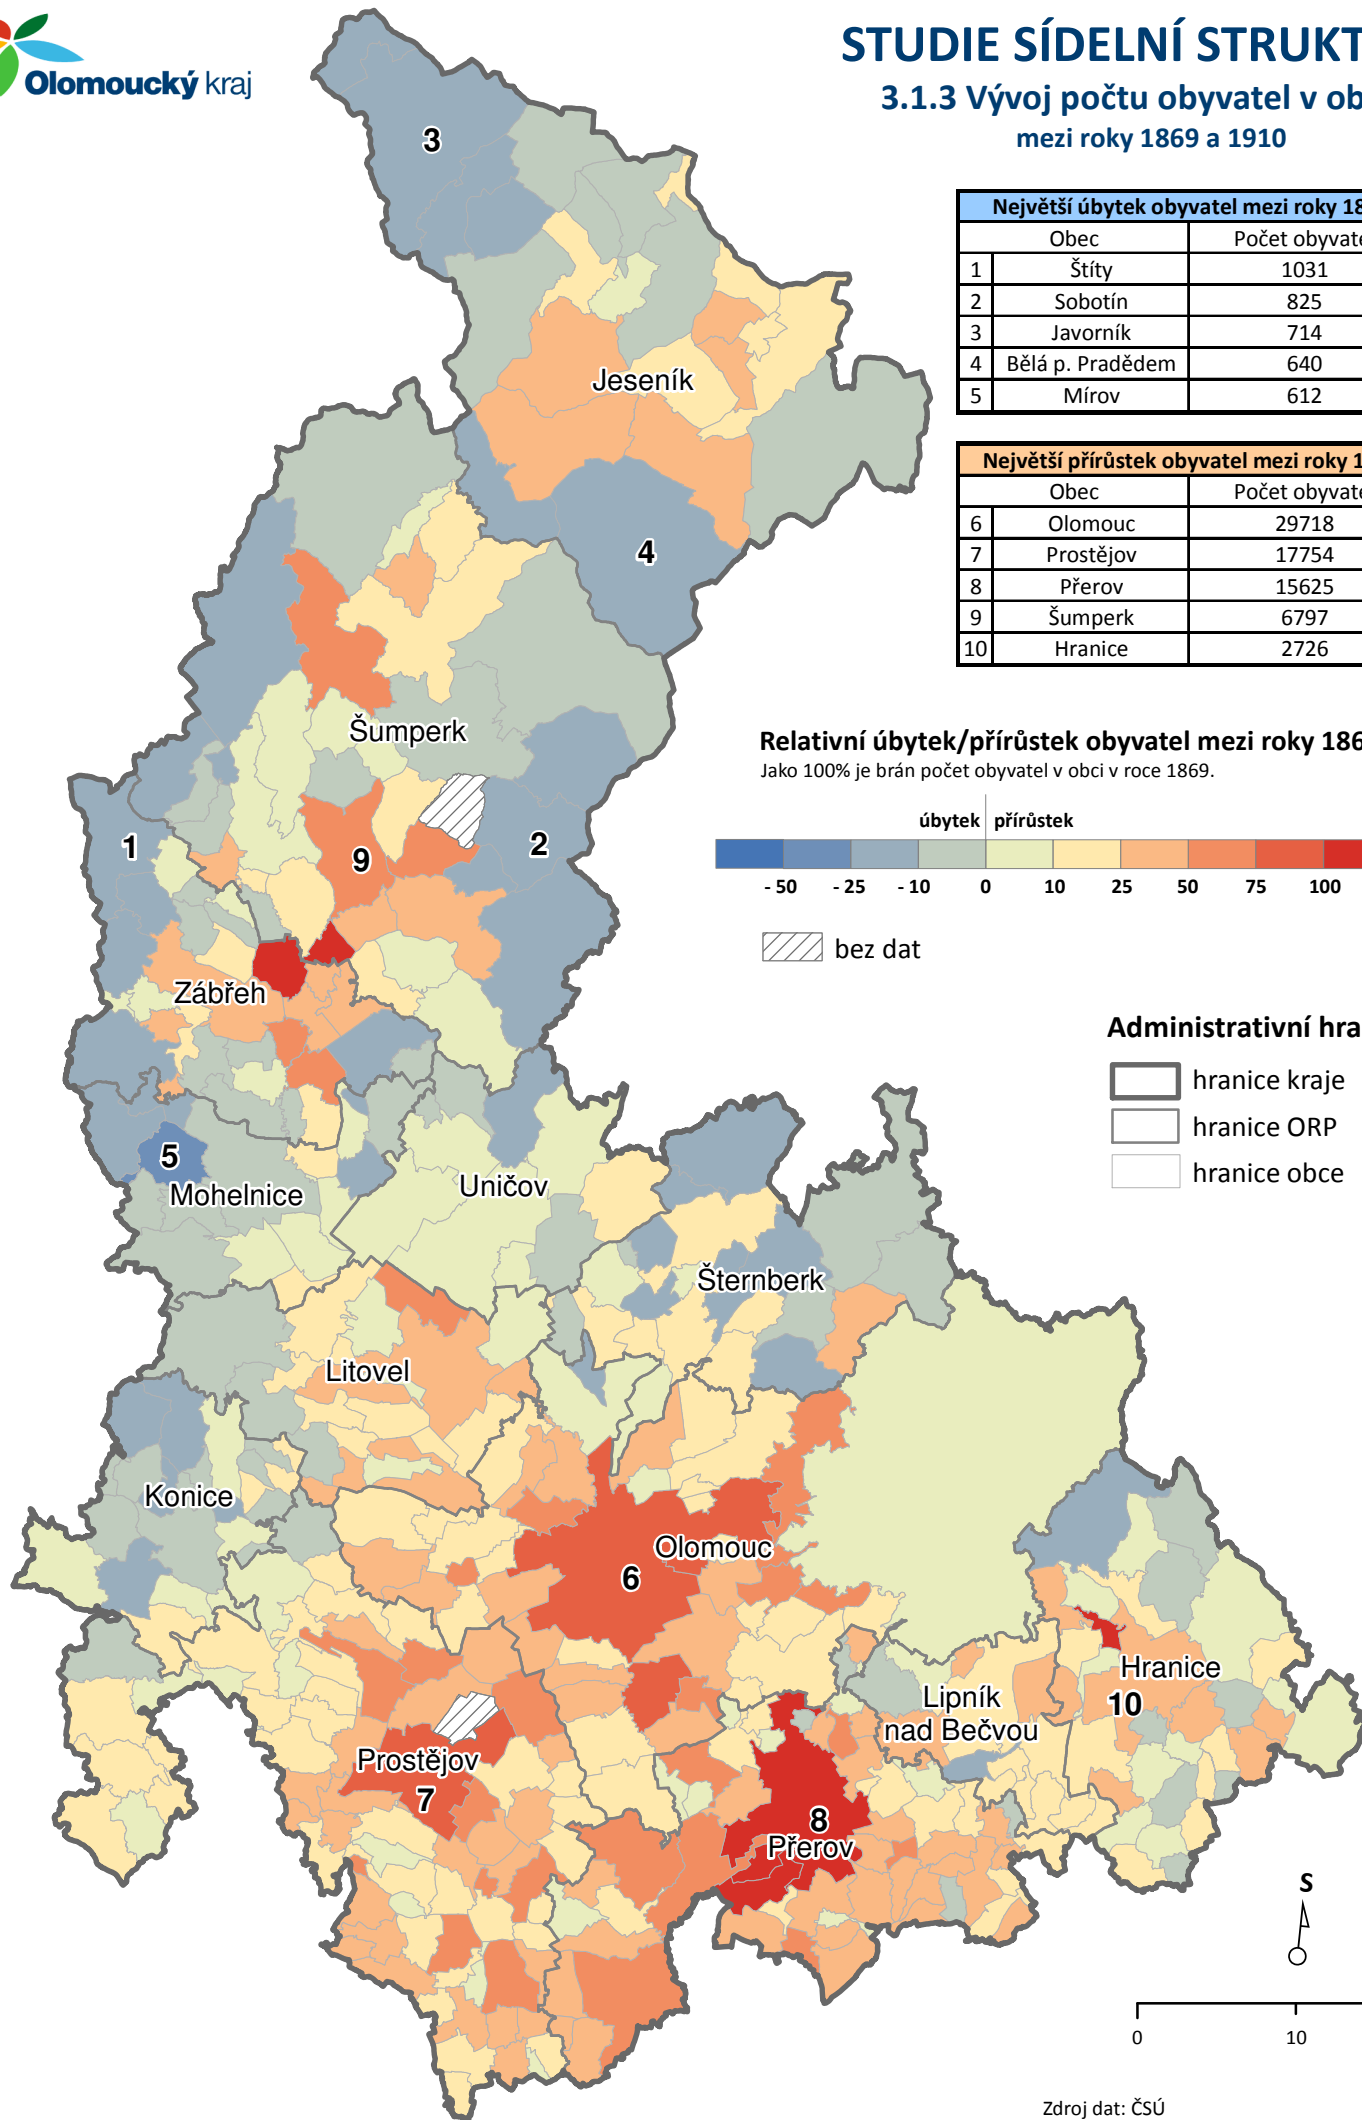 Olomoucký kraj
STUDIE SÍDELNÍ STRUKT
3.1.3 Vývoj počtu obyvatel v ob
mezi roky 1869 a 1910
Největší úbytek obyvatel mezi roky 18
Obec Počet obyvate
1 Štíty 1031
2 Sobotín 825
3 Javorník 714
4 Bělá p. Pradědem 640
5 Mírov 612
Největší přírůstek obyvatel mezi roky 1
Obec Počet obyvate
6 Olomouc 29718
7 Prostějov 17754
8 Přerov 15625
9 Šumperk 6797
10 Hranice 2726
Relativní úbytek/přírůstek obyvatel mezi roky 186
Jako 100% je brán počet obyvatel v obci v roce 1869.
úbytek přírůstek
- 50 - 25 - 10 0 10 25 50 75 100
bez dat
Administrativní hra
hranice kraje
hranice ORP
hranice obce
3
Jeseník
4
Šumperk
1
9
2
Zábřeh
5
Mohelnice
Uničov
Šternberk
Litovel
Konice
Olomouc
6
Hranice
10
Lipník
nad Bečvou
Prostějov
7
8
Přerov
S
0 10
Zdroj dat: ČSÚ